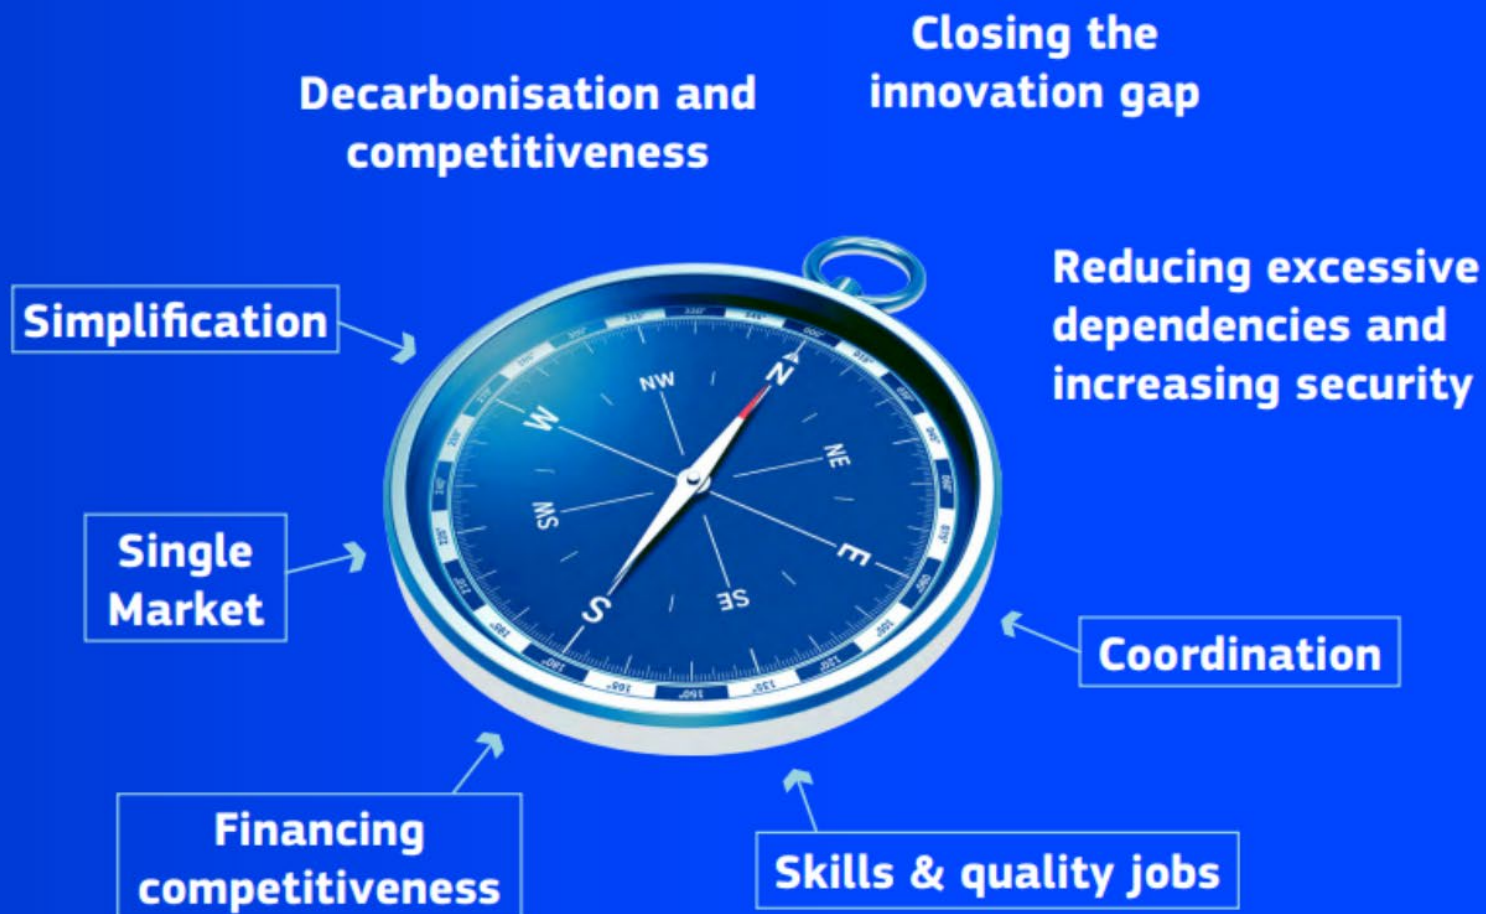 Closing the
innovation gap
Decarbonisation and
competitiveness
Reducing excessive
dependencies and
increasing security
Simplification
Single
Market
Coordination
Financing
competitiveness
Skills & quality jobs
N
NE
E
SE
S
SW
W
NW